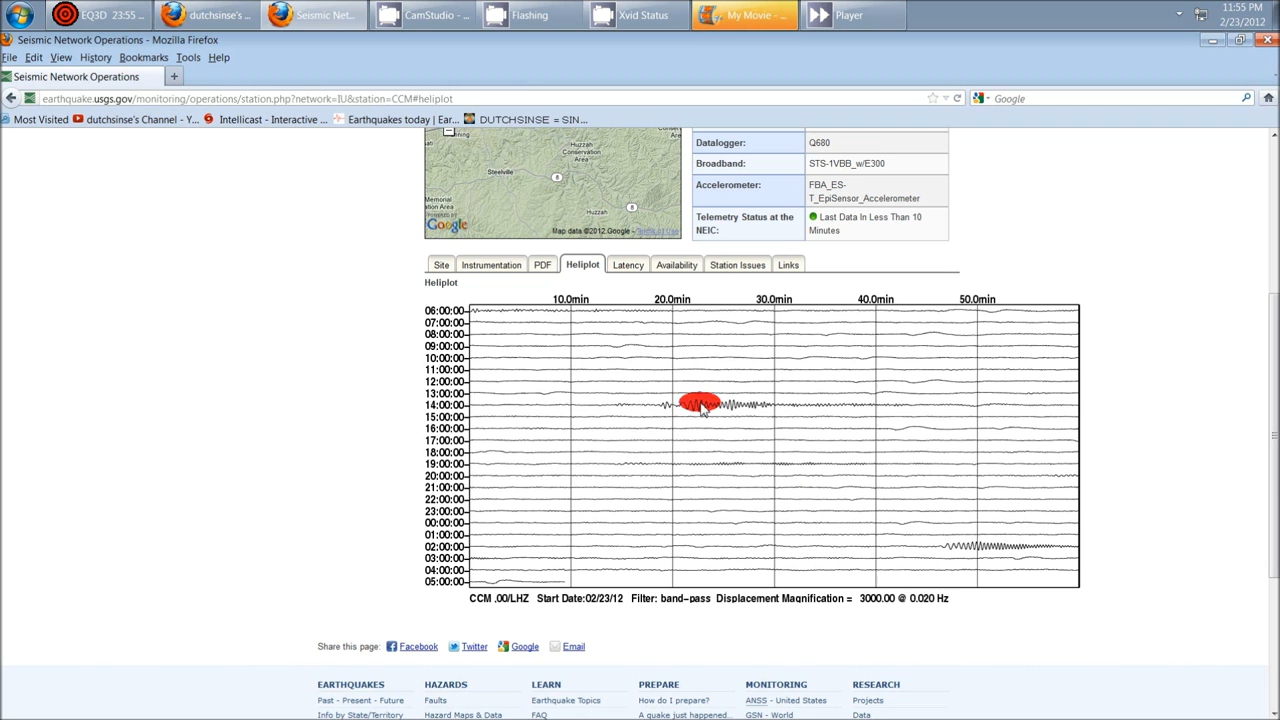 EQ3D 23:55 ...
dutchsinse's ...
Seismic Net...
CamStudio - ...
Flashing
Xvid Status
My Movie - ...
Player
11:55 PM
2/23/2012
Seismic Network Operations - Mozilla Firefox
File Edit View History Bookmarks Tools Help
Seismic Network Operations
earthquake.usgs.gov/monitoring/operations/station.php?network=IU&station=CCM#heliplot
Google
Most Visited dutchsinse's Channel - Y... Intellicast - Interactive ... Earthquakes today | Ear... DUTCHSINSE = SIN...
Huzzah
Conservation
Area
Steelville
8
8
Memorial
Huzzah
POWERED BY
Google
Map data ©2012 Google - Terms of Use
Datalogger: Q680
Broadband: STS-1VBB_w/E300
Accelerometer: FBA_ES-
T_EpiSensor_Accelerometer
Telemetry Status at the
NEIC:
Last Data In Less Than 10
Minutes
Site Instrumentation PDF Heliplot Latency Availability Station Issues Links
Heliplot
10.0min 20.0min 30.0min 40.0min 50.0min
06:00:00
07:00:00
08:00:00
09:00:00
10:00:00
11:00:00
12:00:00
13:00:00
14:00:00
15:00:00
16:00:00
17:00:00
18:00:00
19:00:00
20:00:00
21:00:00
22:00:00
23:00:00
00:00:00
01:00:00
02:00:00
03:00:00
04:00:00
05:00:00
CCM .00/LHZ Start Date:02/23/12 Filter: band-pass Displacement Magnification = 3000.00 @ 0.020 Hz
Share this page: Facebook Twitter Google Email
EARTHQUAKES HAZARDS LEARN PREPARE MONITORING RESEARCH
Past - Present - Future Faults Earthquake Topics How do I prepare? ANSS - United States Projects
Info by State/Territory Hazard Maps & Data FAQ A quake just happened... GSN - World Data